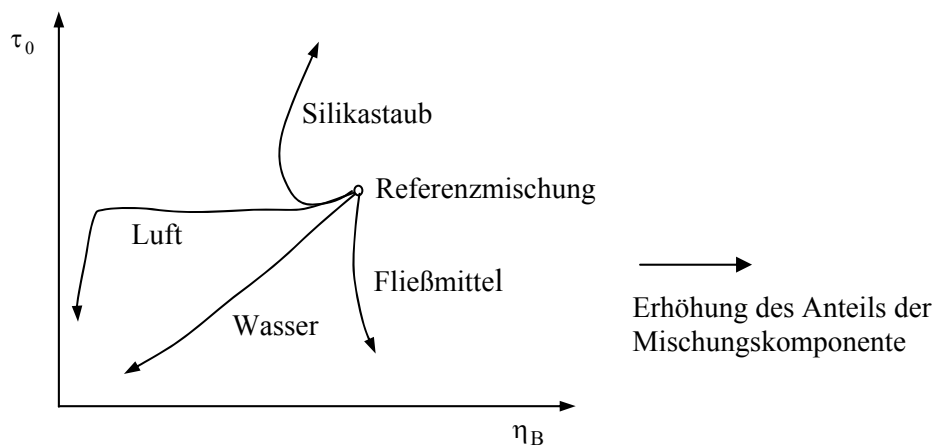 τ0
Silikastaub
Referenzmischung
Luft
Fließmittel
Wasser
Erhöhung des Anteils der
Mischungskomponente
ηB